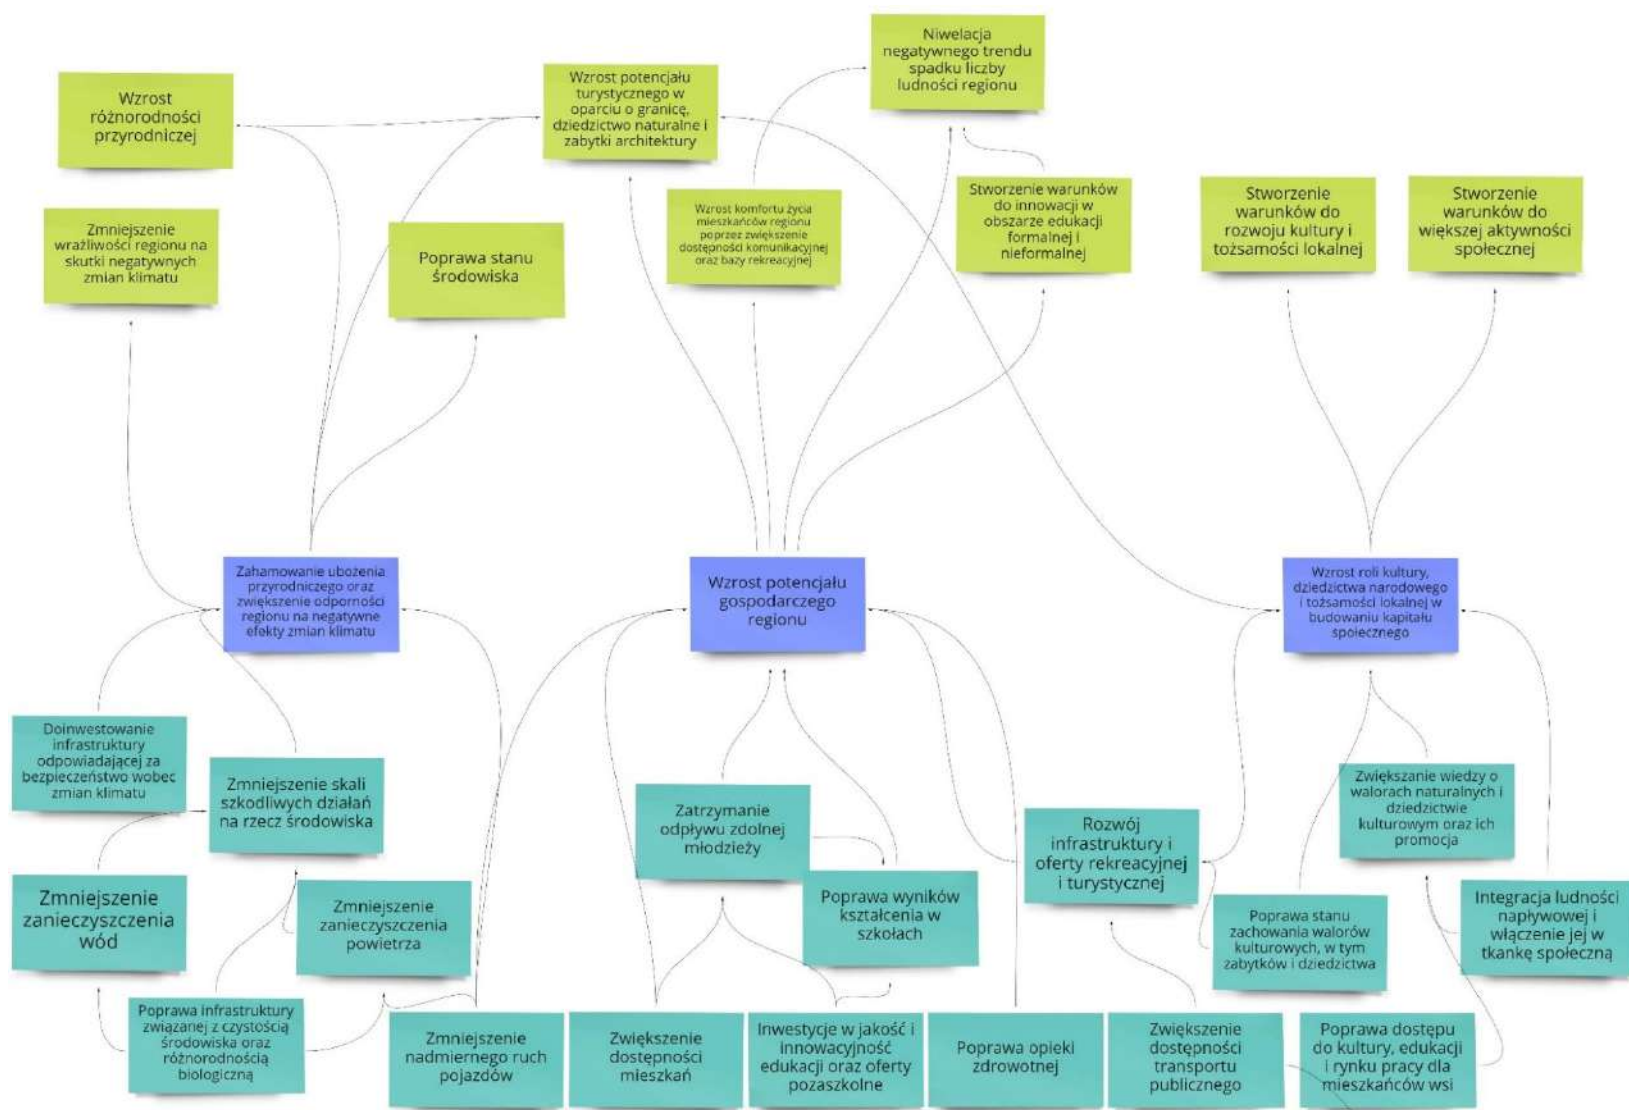 Wzrost
różnorodności
przyrodniczej
Wzrost potencjału
turystycznego w
oparciu o granicę,
dziedzictwo naturalne i
zabytki architektury
Niwelacja
negatywnego trendu
spadku liczby
ludności regionu
Zmniejszenie
wrażliwości regionu na
skutki negatywnych
zmian klimatu
Poprawa stanu
środowiska
Wzrost komfortu życia
mieszkańców regionu
poprzez zwiększenie
dostępności komunikacyjnej
oraz bazy rekreacyjnej
Stworzenie warunków
do innowacji w
obszarze edukacji
formalnej i
nieformalnej
Stworzenie
warunków do
rozwoju kultury i
tożsamości lokalnej
Stworzenie
warunków do
większej aktywności
społecznej
Zahamowanie ubożenia
przyrodniczego oraz
zwiększenie odporności
regionu na negatywne
efekty zmian klimatu
Wzrost potencjału
gospodarczego
regionu
Wzrost roli kultury,
dziedzictwa narodowego
i tożsamości lokalnej w
budowaniu kapitału
społecznego
Doinwestowanie
infrastruktury
odpowiadającej za
bezpieczeństwo wobec
zmian klimatu
Zmniejszenie skali
szkodliwych działań
na rzecz środowiska
Zatrzymanie
odpływu zdolnej
młodzieży
Rozwój
infrastruktury i
oferty rekreacyjnej
i turystycznej
Zwiększanie wiedzy o
walorach naturalnych i
dziedzictwie
kulturowym oraz ich
promocja
Zmniejszenie
zanieczyszczenia
wód
Zmniejszenie
zanieczyszczenia
powietrza
Poprawa wyników
kształcenia w
szkołach
Poprawa stanu
zachowania walorów
kulturowych, w tym
zabytków i dziedzictwa
Integracja ludności
napływowej i
włączenie jej w
tkankę społeczną
Poprawa infrastruktury
związanej z czystością
środowiska oraz
różnorodnością
biologiczną
Zmniejszenie
nadmiernego ruch
pojazdów
Zwiększenie
dostępności
mieszkań
Inwestycje w jakość i
innowacyjność
edukacji oraz oferty
pozaszkolne
Poprawa opieki
zdrowotnej
Zwiększenie
dostępności
transportu
publicznego
Poprawa dostępu
do kultury, edukacji
i rynku pracy dla
mieszkańców wsi